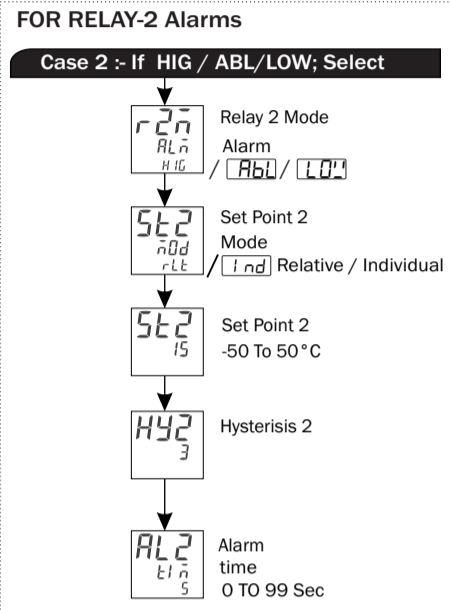 FOR RELAY-2 Alarms
Case 2 :- If HIG / ABL/LOW; Select
r2m
ALm
HIG
Relay 2 Mode
Alarm
/ AbL / LOW
St2
mOd
rLt
Set Point 2
Mode
/ Ind Relative / Individual
St2
15
Set Point 2
-50 To 50°C
HY2
3
Hysterisis 2
AL2
tIm
5
Alarm
time
0 TO 99 Sec